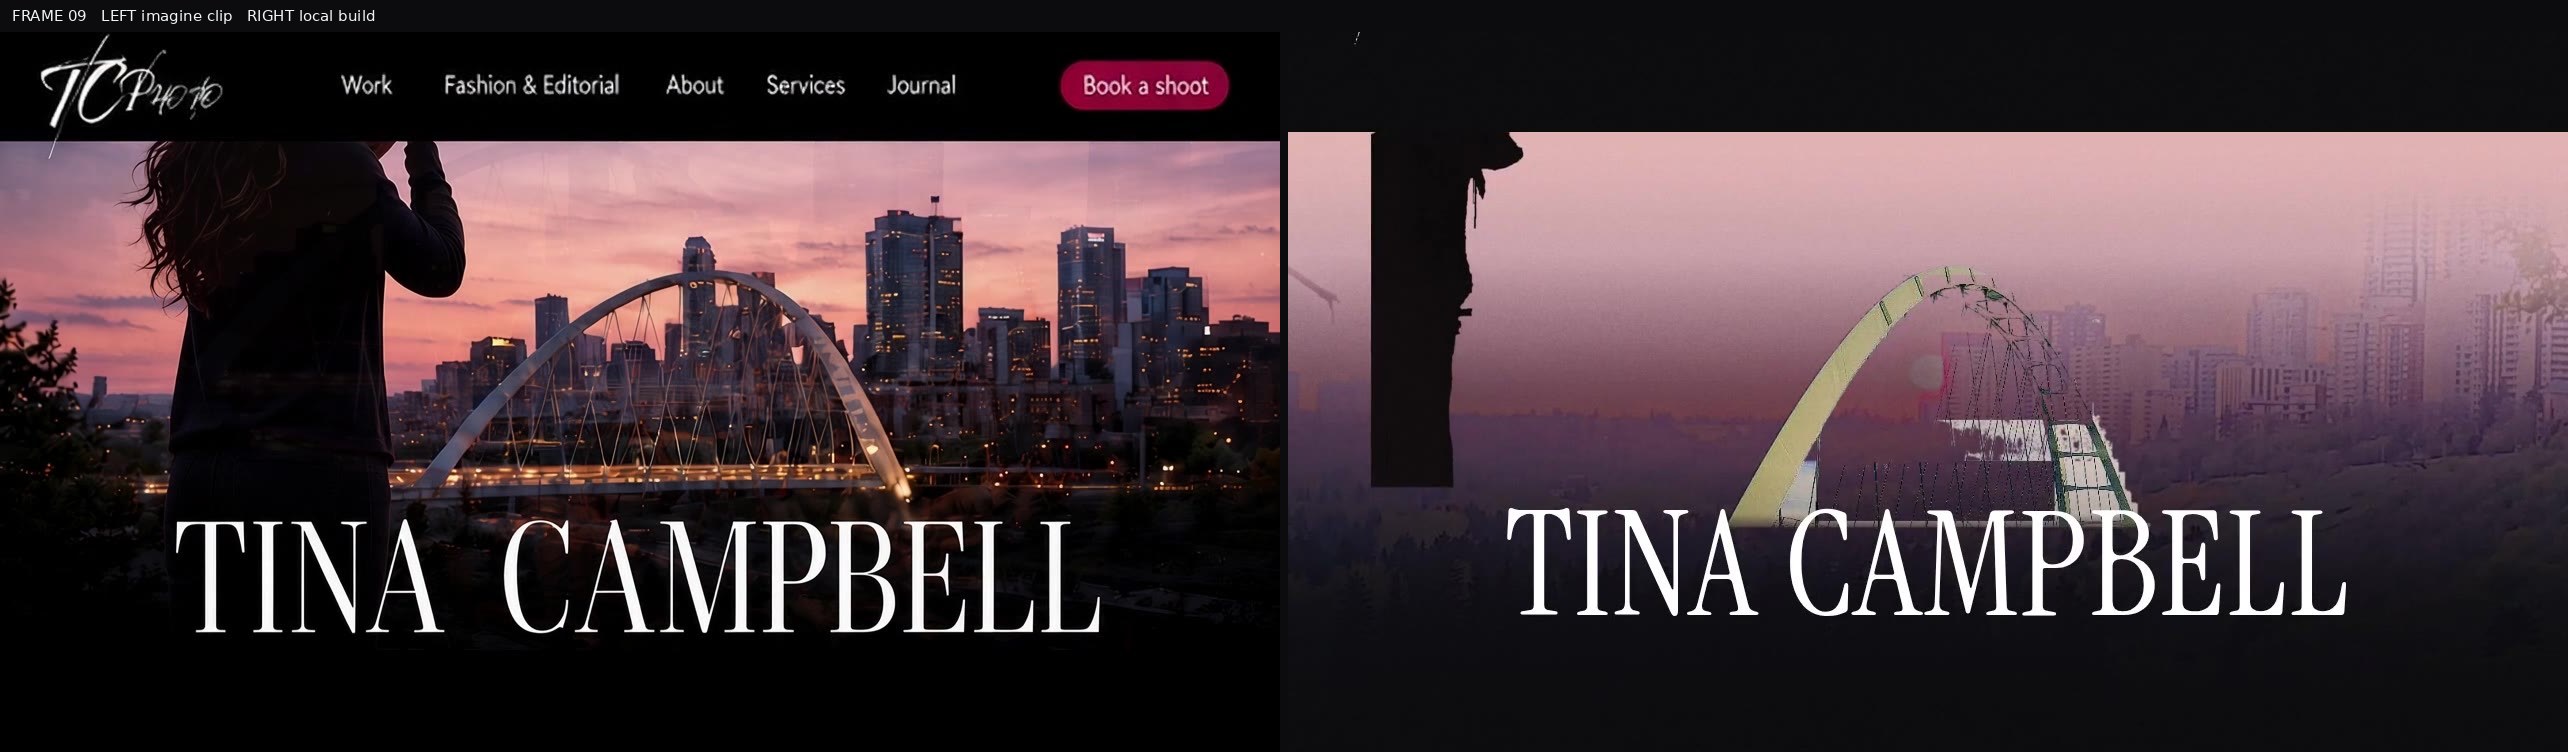 FRAME 09 LEFT imagine clip RIGHT local build
TCPHOTO Work Fashion & Editorial About Services Journal Book a shoot
TINA CAMPBELL
TINA CAMPBELL